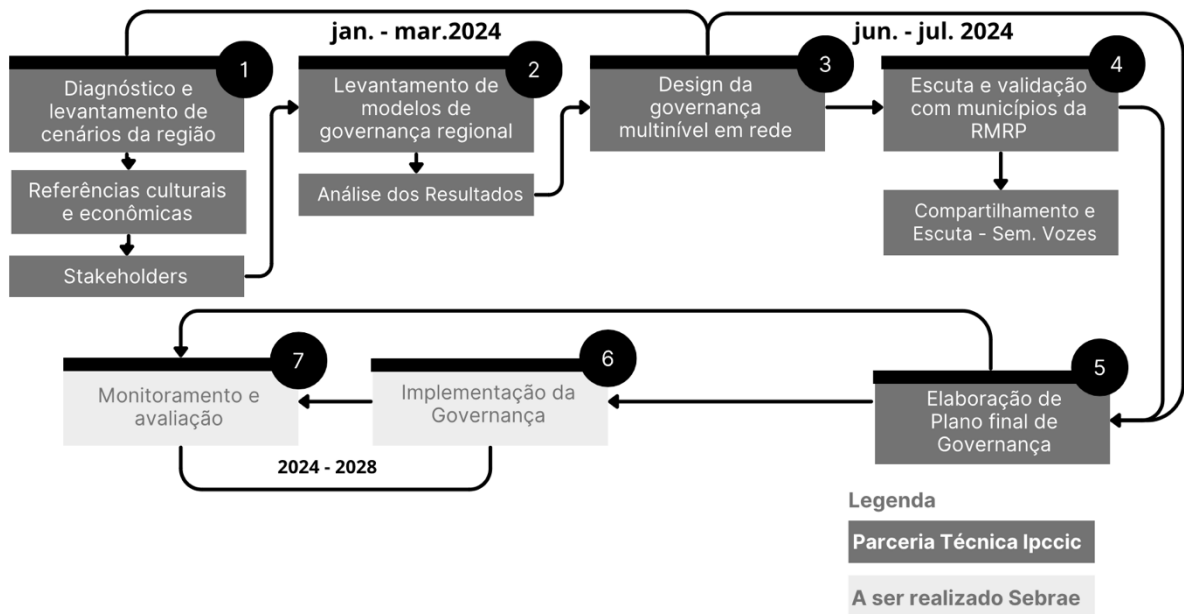 jan. - mar.2024
jun. - jul. 2024
1
Diagnóstico e
levantamento de
cenários da região
Referências culturais
e econômicas
Stakeholders
2
Levantamento de
modelos de
governança regional
Análise dos Resultados
3
Design da
governança
multinível em rede
4
Escuta e validação
com municípios da
RMRP
Compartilhamento e
Escuta - Sem. Vozes
5
Elaboração de
Plano final de
Governança
6
Implementação da
Governança
7
Monitoramento e
avaliação
2024 - 2028
Legenda
Parceria Técnica Ipccic
A ser realizado Sebrae